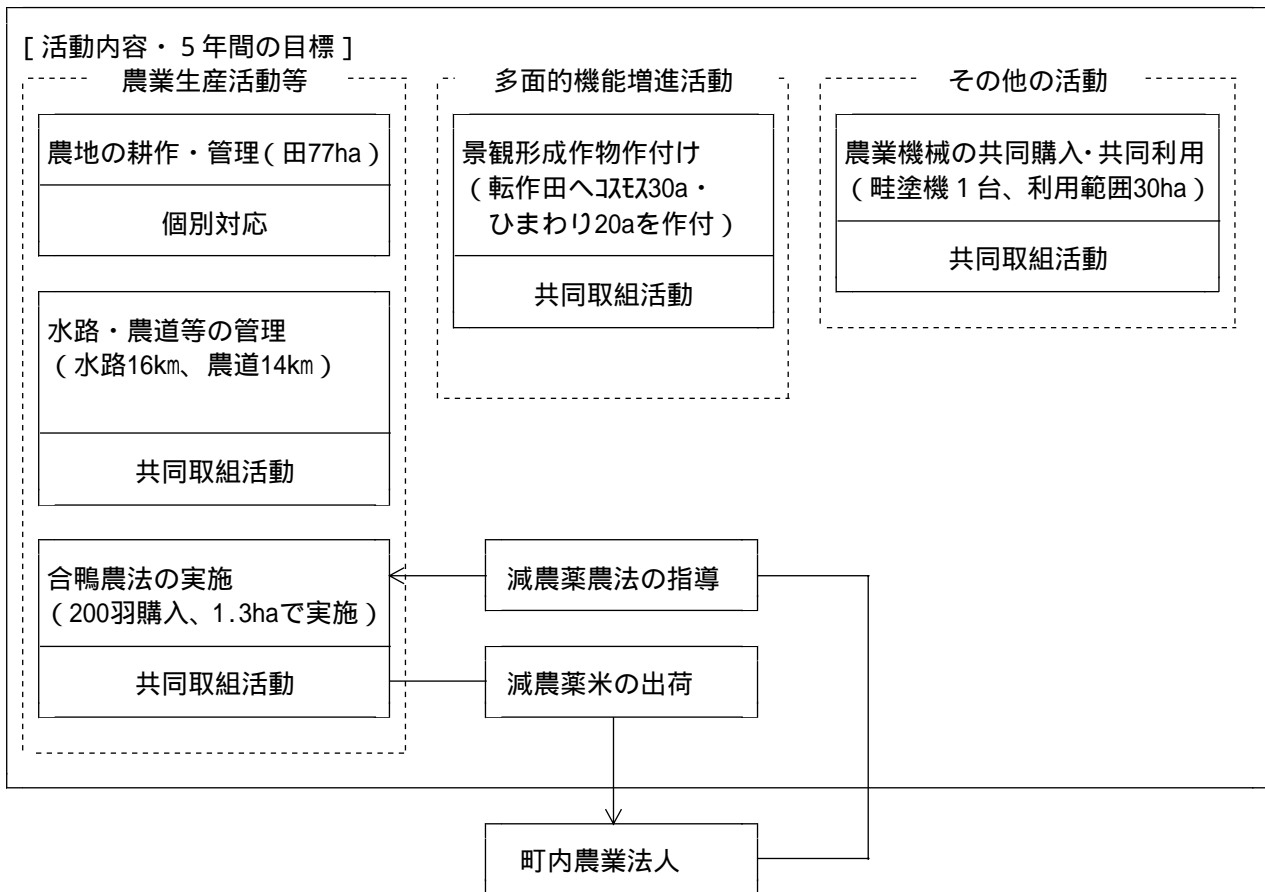 [ 活動内容・５年間の目標 ]
農業生産活動等
農地の耕作・管理(田77ha)
個別対応
水路・農道等の管理
(水路16㎞、農道14㎞)
共同取組活動
合鴨農法の実施
(200羽購入、1.3haで実施)
共同取組活動
多面的機能増進活動
景観形成作物作付け
(転作田へｺｽﾓｽ30a・
ひまわり20aを作付)
共同取組活動
その他の活動
農業機械の共同購入・共同利用
(畦塗機１台、利用範囲30ha)
共同取組活動
減農薬農法の指導
減農薬米の出荷
町内農業法人